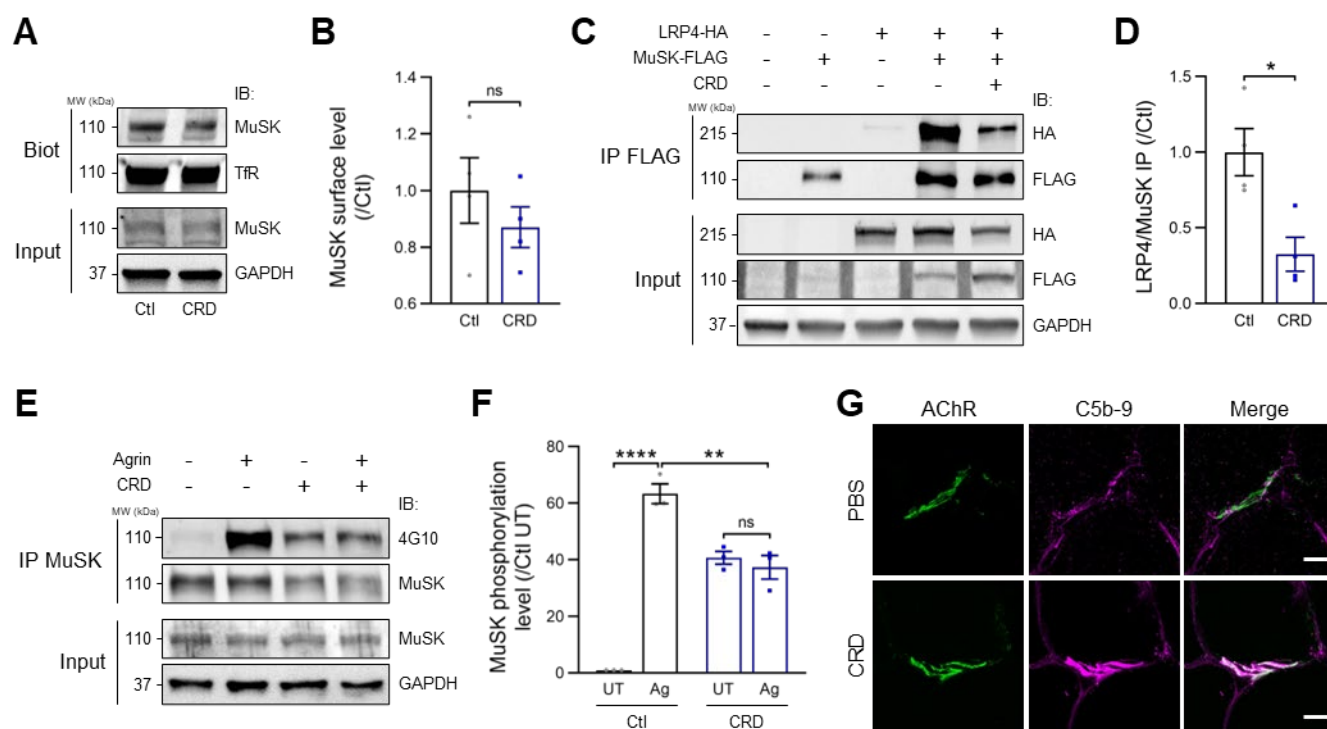 A
MW (kDa)
IB:
Biot
110
MuSK
110
TfR
Input
110
MuSK
37
GAPDH
Ctl CRD
B
MuSK surface level
(/Ctl)
1.4
1.2
1.0
0.8
0.6
ns
Ctl CRD
C
LRP4-HA - - + + +
MuSK-FLAG - + - + +
CRD - - - - +
MW (kDa)
IB:
IP FLAG
215
HA
110
FLAG
Input
215
HA
110
FLAG
37
GAPDH
D
LRP4/MuSK IP (/Ctl)
1.5
1.0
0.5
0.0
*
Ctl CRD
E
Agrin - + - +
CRD - - + +
MW (kDa)
IB:
IP MuSK
110
4G10
110
MuSK
Input
110
MuSK
37
GAPDH
F
MuSK phosphorylation
level (/Ctl UT)
80
60
40
20
0
**** **
ns
UT Ag UT Ag
Ctl CRD
G
AChR C5b-9 Merge
PBS
CRD